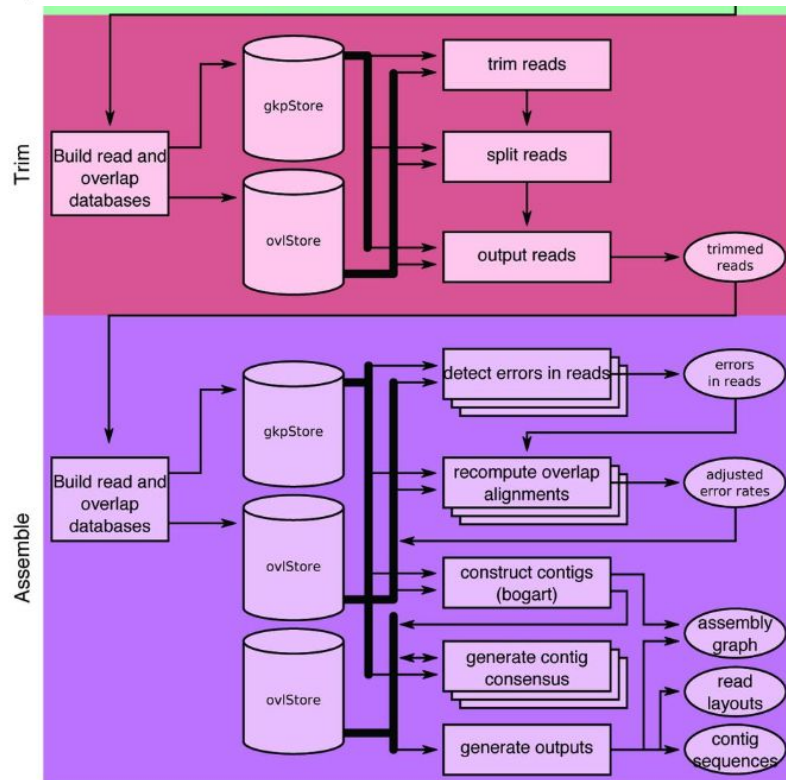 Trim
Build read and
overlap
databases
gkpStore
ovlStore
trim reads
split reads
output reads
trimmed
reads
Assemble
Build read and
overlap
databases
gkpStore
ovlStore
ovlStore
detect errors in reads
errors
in reads
recompute overlap
alignments
adjusted
error rates
construct contigs
(bogart)
assembly
graph
generate contig
consensus
read
layouts
generate outputs
contig
sequences